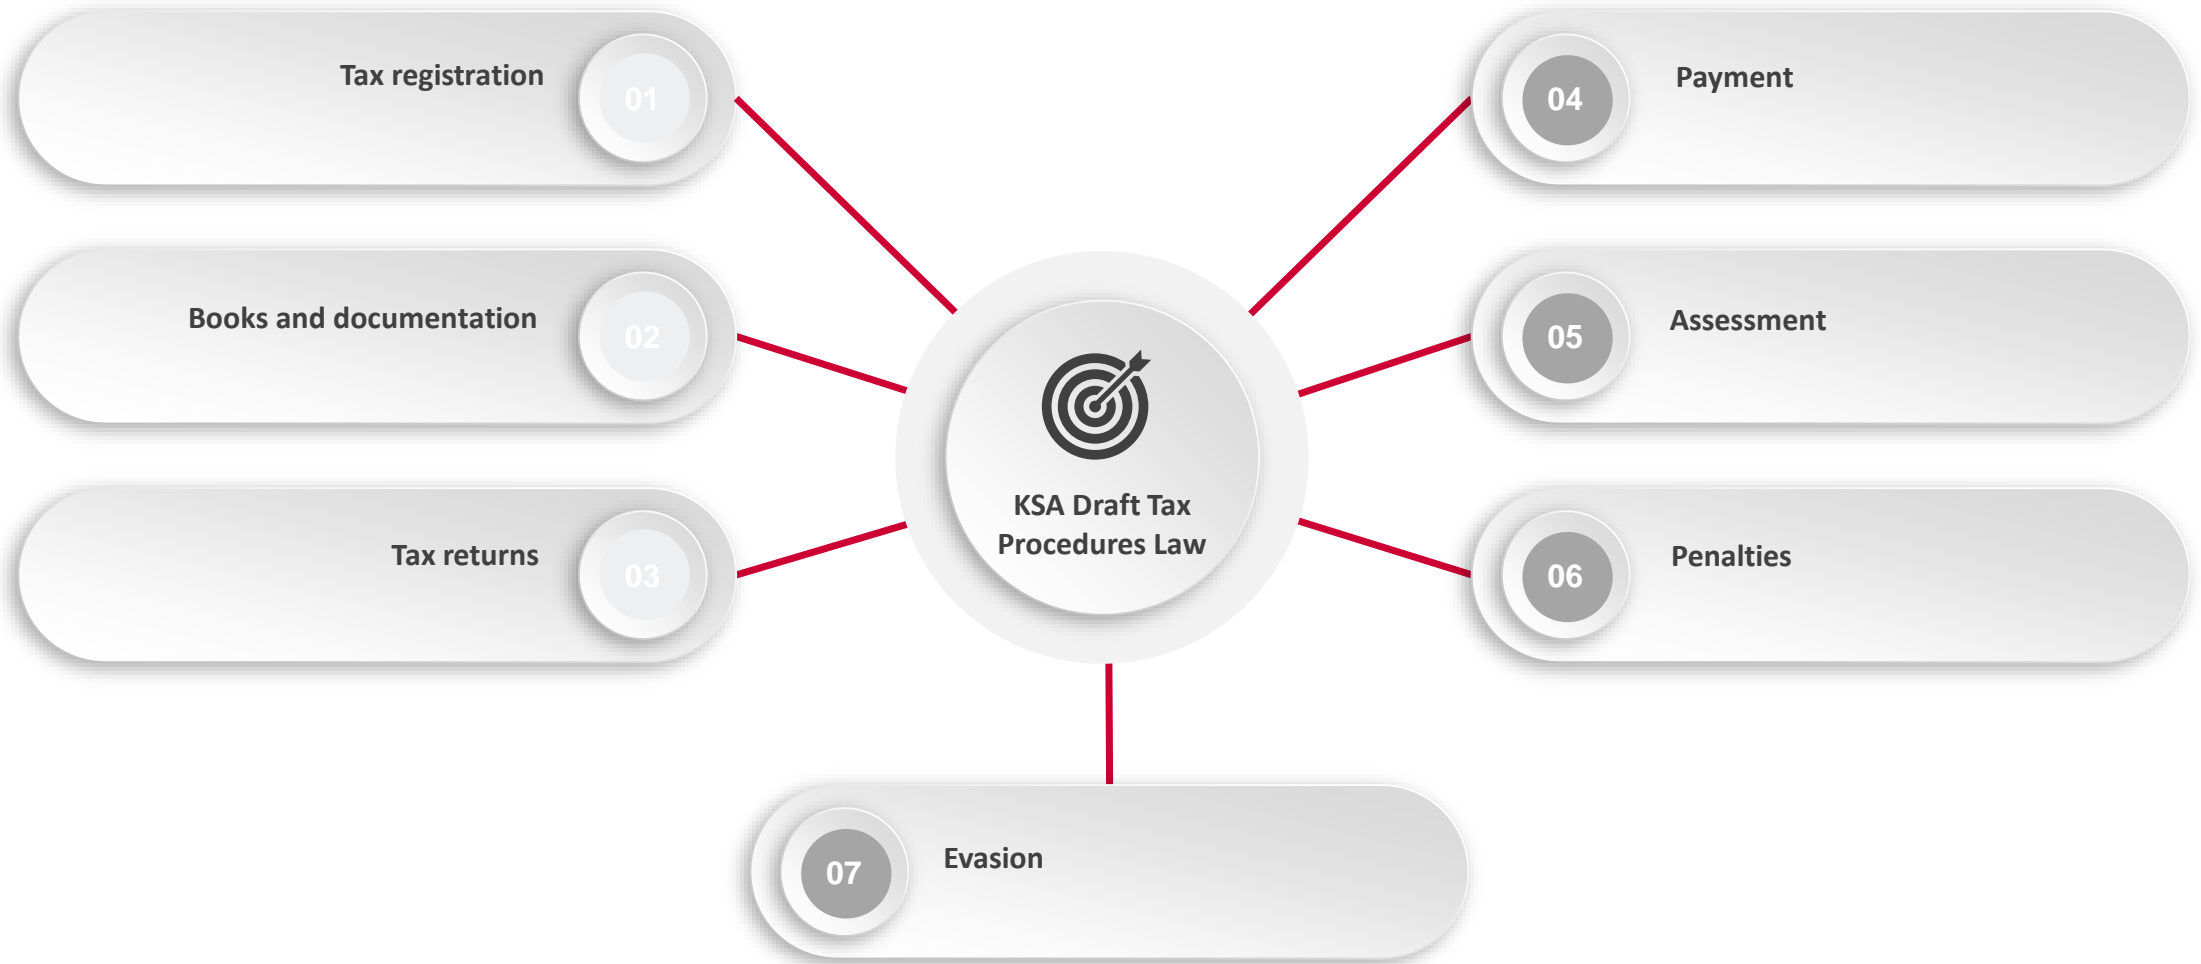 Tax registration
01
Books and documentation
02
Tax returns
03
KSA Draft Tax
Procedures Law
04
Payment
05
Assessment
06
Penalties
07
Evasion